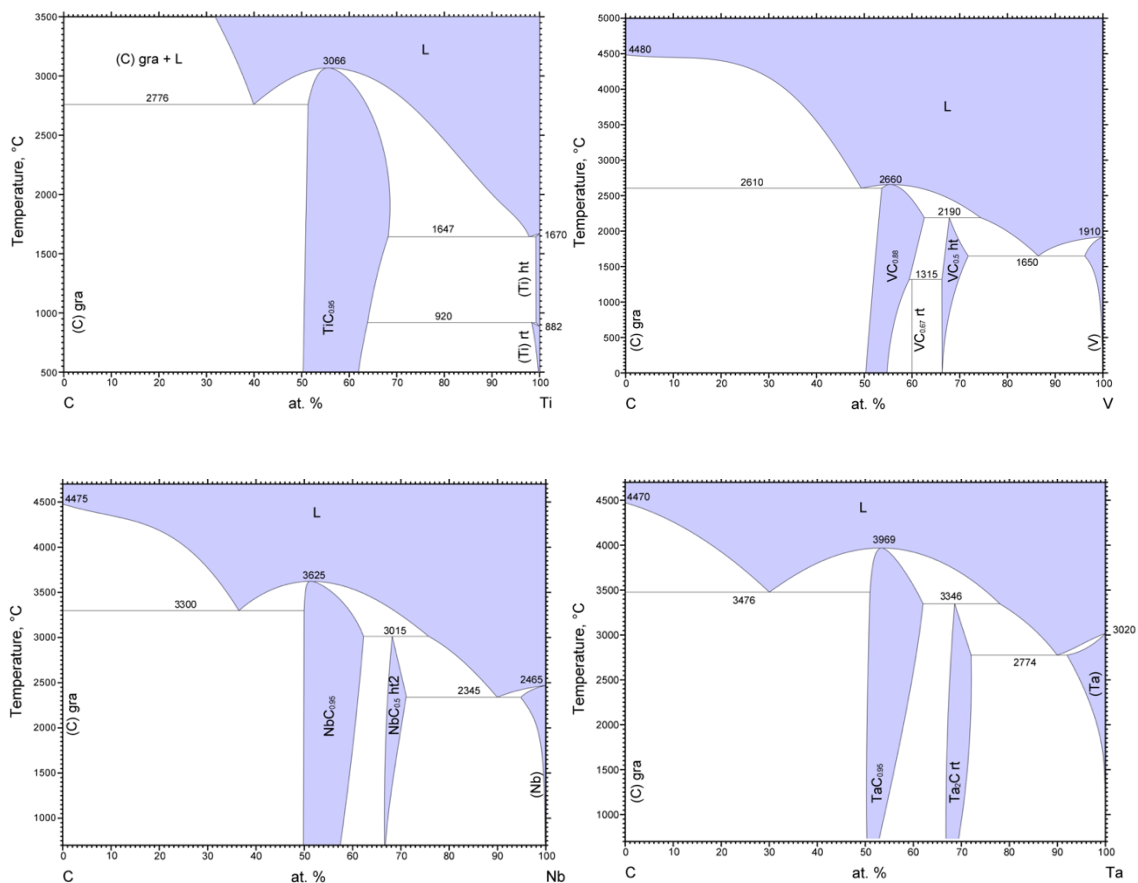 3500
3000
2500
2000
1500
1000
500
Temperature, °C
(C) gra + L
L
3066
2776
1647
1670
920
882
(C) gra
TiC0.95
(Ti) ht
(Ti) rt
0 10 20 30 40 50 60 70 80 90 100
C at. % Ti
5000
4500
4000
3500
3000
2500
2000
1500
1000
500
0
Temperature, °C
4480
L
2610
2660
2190
1910
1650
1315
(C) gra
VC0.88
VC0.67 rt
VC0.5 ht
(V)
0 10 20 30 40 50 60 70 80 90 100
C at. % V
4500
4000
3500
3000
2500
2000
1500
1000
Temperature, °C
4475
L
3625
3300
3015
2465
2345
(C) gra
NbC0.95
NbC0.5 ht2
(Nb)
0 10 20 30 40 50 60 70 80 90 100
C at. % Nb
4500
4000
3500
3000
2500
2000
1500
1000
Temperature, °C
4470
L
3969
3476
3346
3020
2774
(C) gra
TaC0.95
Ta2C rt
(Ta)
0 10 20 30 40 50 60 70 80 90 100
C at. % Ta